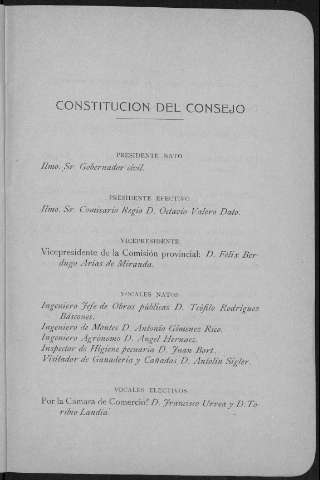 CONSTITUCION DEL CONSEJO
PRESIDENTE NATO
Ilmo. Sr. Gobernador civil.
PRESIDENTE EFECTIVO
Ilmo. Sr. Comisario Regio D. Octavio Valero Dato.
VICEPRESIDENTE
Vicepresidente de la Comisión provincial: D. Félix Ber-
dugo Arias de Miranda.
VOCALES NATOS
Ingeniero Jefe de Obras públicas D. Teófilo Rodríguez
Báscones.
Ingeniero de Montes D. Antonio Giménez Rico.
Ingeniero Agrónomo D. Angel Hernáez.
Inspector de Higiene pecuaria D. Juan Bort.
Visitador de Ganadería y Cañadas D. Antolín Sigler.
VOCALES ELECTIVOS
Por la Cámara de Comercio: D. Francisco Urrea y D. To-
ribio Landia.